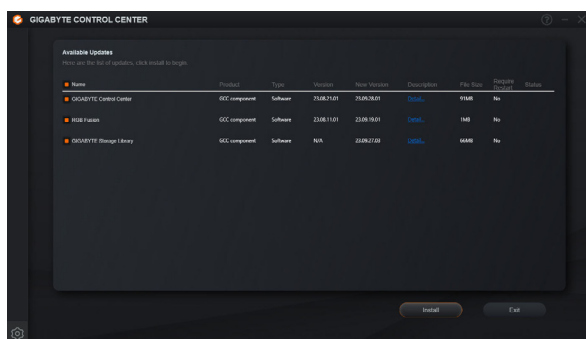 GIGABYTE CONTROL CENTER
Available Updates
Here are the list of updates, click install to begin.
Name Product Type Version New Version Description File Size Require Restart Status
GIGABYTE Control Center GCC component Software 23.08.21.01 23.09.28.01 Detail... 91MB No
RGB Fusion GCC component Software 23.08.11.01 23.09.19.01 Detail... 1MB No
GIGABYTE Storage Library GCC component Software N/A 23.09.27.03 Detail... 66MB No
Install Exit